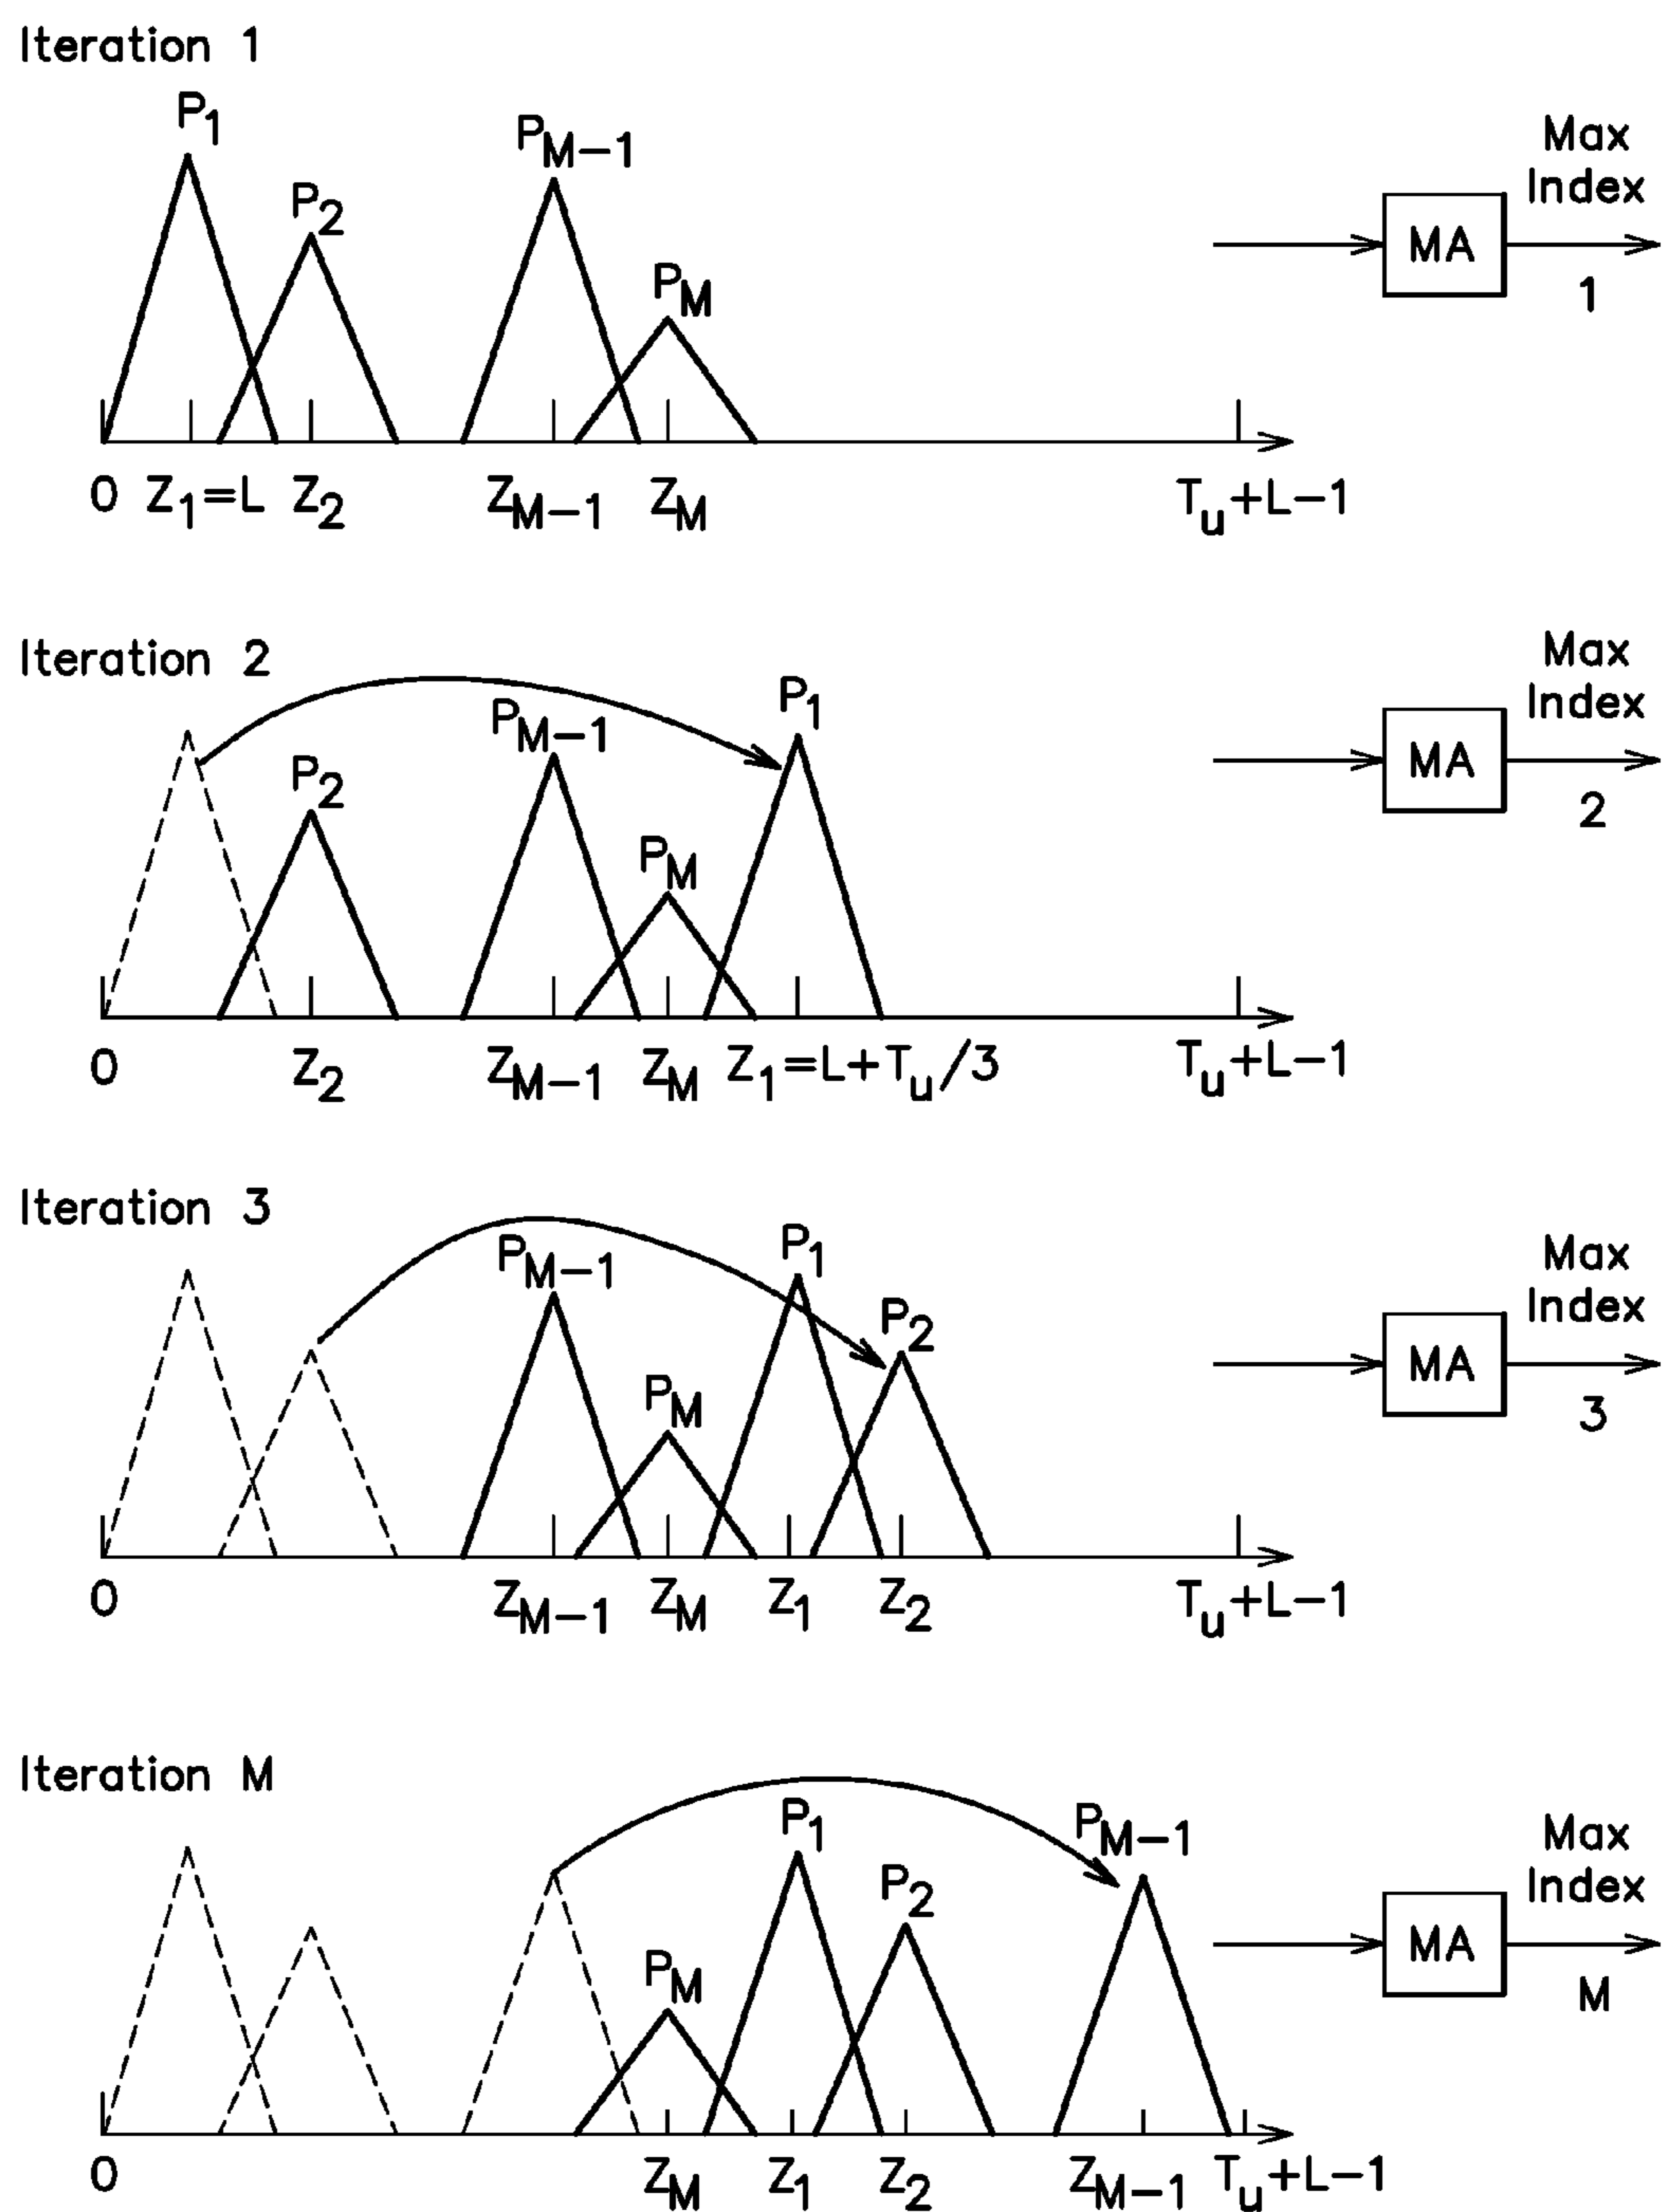 Iteration 1
P1
P2
PM−1
PM
Max
Index
MA
1
0 Z1=L Z2 ZM−1 ZM Tu+L−1
Iteration 2
P2
PM−1
PM
P1
Max
Index
MA
2
0 Z2 ZM−1 ZM Z1=L+Tu/3 Tu+L−1
Iteration 3
PM−1
PM
P1
P2
Max
Index
MA
3
0 ZM−1 ZM Z1 Z2 Tu+L−1
Iteration M
PM
P1
P2
PM−1
Max
Index
MA
M
0 ZM Z1 Z2 ZM−1 Tu+L−1